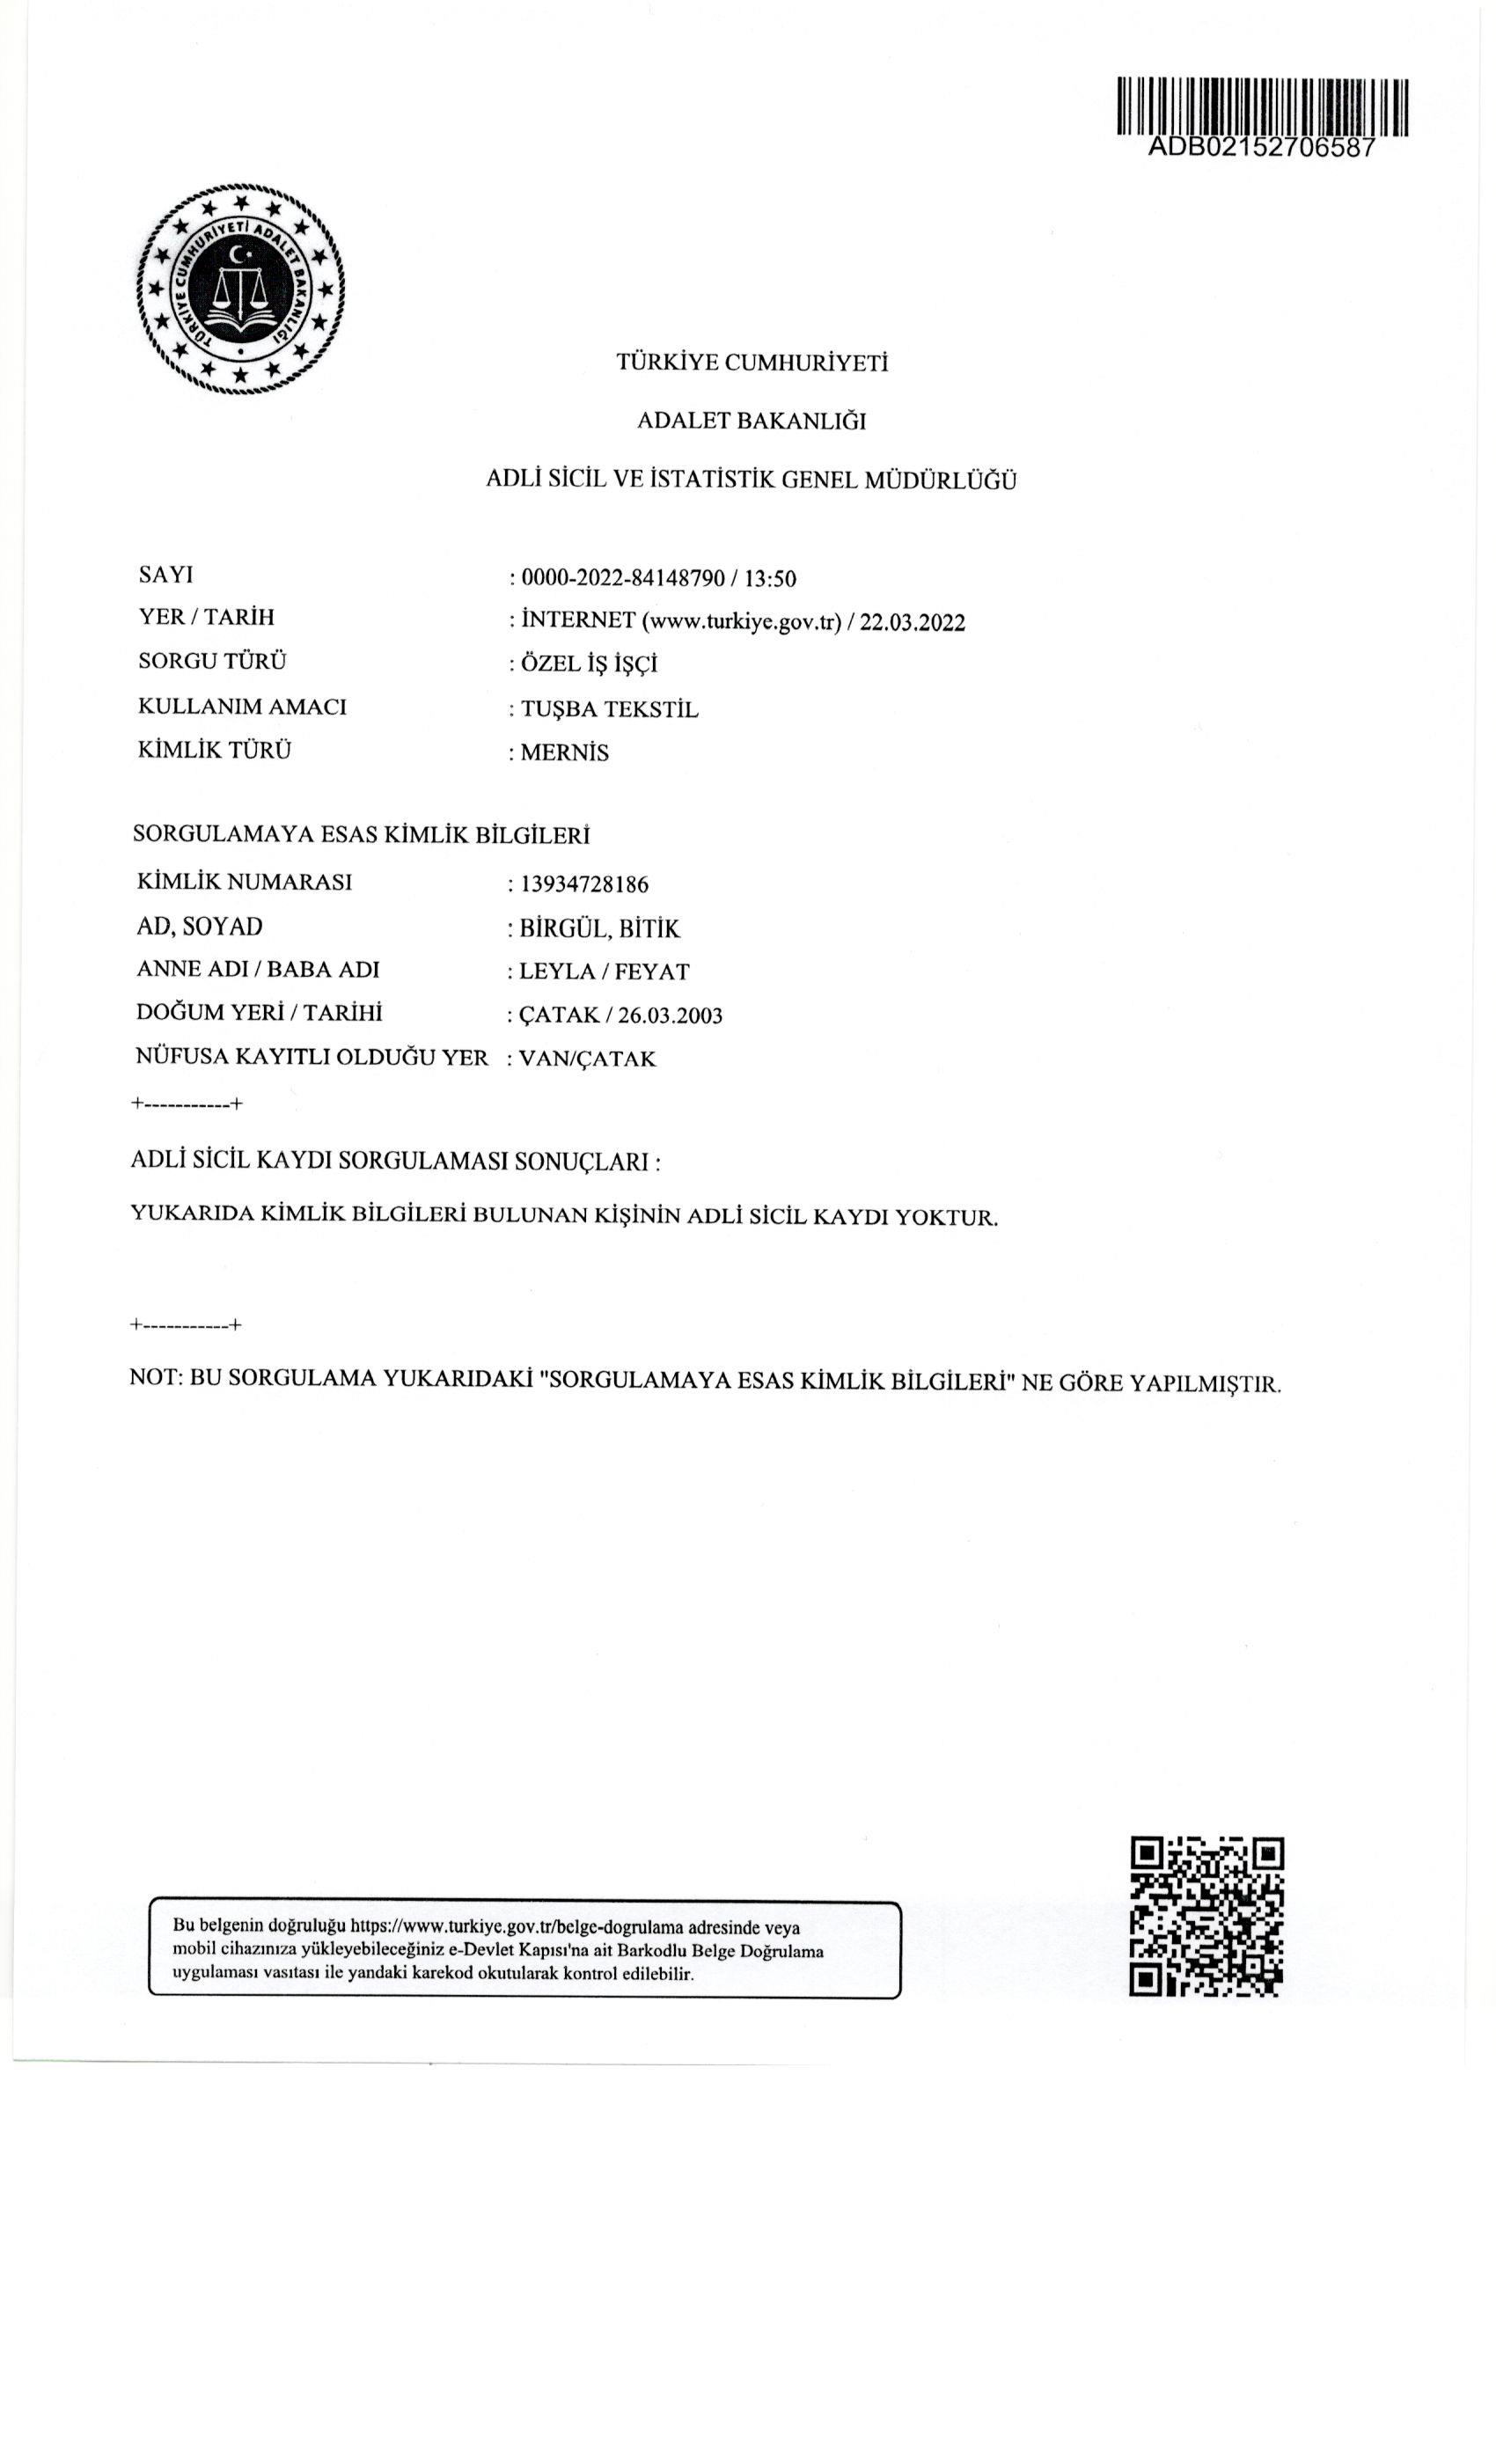 ADB02152706587
TÜRKİYE CUMHURİYETİ ADALET BAKANLIĞI
TÜRKİYE CUMHURİYETİ
ADALET BAKANLIĞI
ADLİ SİCİL VE İSTATİSTİK GENEL MÜDÜRLÜĞÜ
SAYI : 0000-2022-84148790 / 13:50
YER / TARİH : İNTERNET (www.turkiye.gov.tr) / 22.03.2022
SORGU TÜRÜ : ÖZEL İŞ İŞÇİ
KULLANIM AMACI : TUŞBA TEKSTİL
KİMLİK TÜRÜ : MERNİS
SORGULAMAYA ESAS KİMLİK BİLGİLERİ
KİMLİK NUMARASI : 13934728186
AD, SOYAD : BİRGÜL, BİTİK
ANNE ADI / BABA ADI : LEYLA / FEYAT
DOĞUM YERİ / TARİHİ : ÇATAK / 26.03.2003
NÜFUSA KAYITLI OLDUĞU YER : VAN/ÇATAK
+-----------+
ADLİ SİCİL KAYDI SORGULAMASI SONUÇLARI :
YUKARIDA KİMLİK BİLGİLERİ BULUNAN KİŞİNİN ADLİ SİCİL KAYDI YOKTUR.
+-----------+
NOT: BU SORGULAMA YUKARIDAKİ "SORGULAMAYA ESAS KİMLİK BİLGİLERİ" NE GÖRE YAPILMIŞTIR.
Bu belgenin doğruluğu https://www.turkiye.gov.tr/belge-dogrulama adresinde veya
mobil cihazınıza yükleyebileceğiniz e-Devlet Kapısı'na ait Barkodlu Belge Doğrulama
uygulaması vasıtası ile yandaki karekod okutularak kontrol edilebilir.